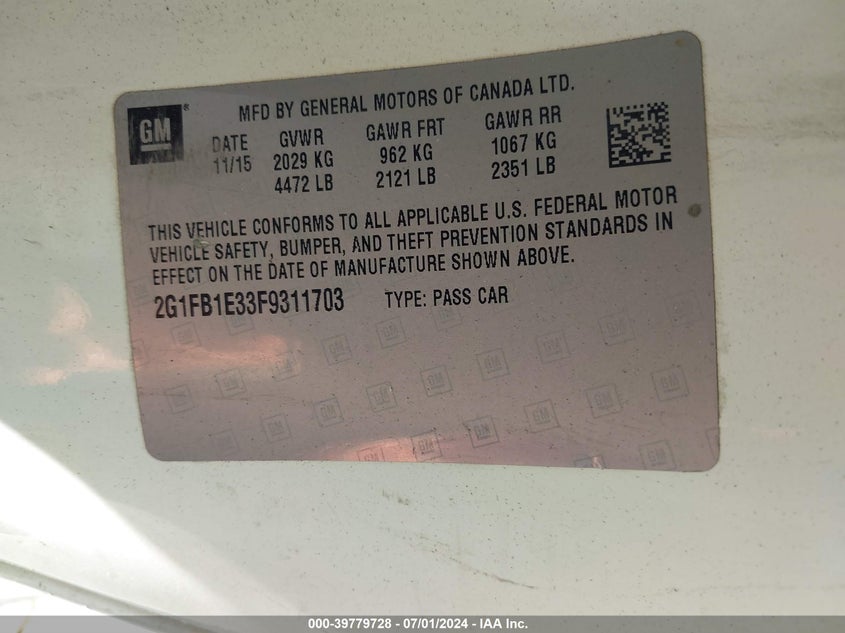 GM®
MFD BY GENERAL MOTORS OF CANADA LTD.
DATE GVWR GAWR FRT GAWR RR
11/15 2029 KG 962 KG 1067 KG
4472 LB 2121 LB 2351 LB
THIS VEHICLE CONFORMS TO ALL APPLICABLE U.S. FEDERAL MOTOR
VEHICLE SAFETY, BUMPER, AND THEFT PREVENTION STANDARDS IN
EFFECT ON THE DATE OF MANUFACTURE SHOWN ABOVE.
2G1FB1E33F9311703 TYPE: PASS CAR
000-39779728 - 07/01/2024 - IAA Inc.